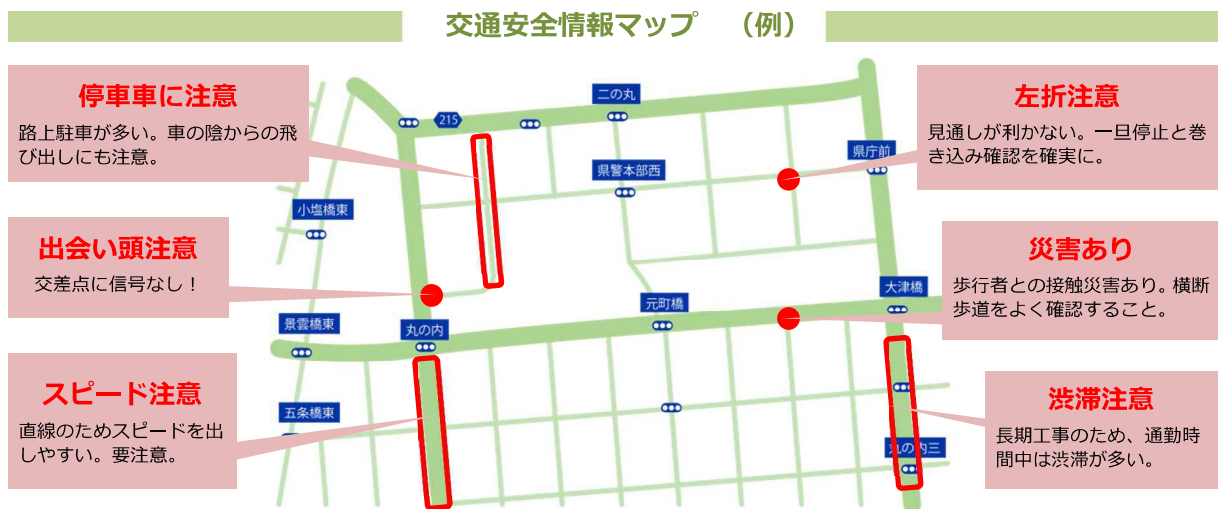 交通安全情報マップ　（例）
停車車に注意
路上駐車が多い。車の陰からの飛
び出しにも注意。
出会い頭注意
交差点に信号なし！
スピード注意
直線のためスピードを出
しやすい。要注意。
左折注意
見通しが利かない。一旦停止と巻
き込み確認を確実に。
災害あり
歩行者との接触災害あり。横断
歩道をよく確認すること。
渋滞注意
長期工事のため、通勤時
間中は渋滞が多い。
二の丸
215
県庁前
県警本部西
小塩橋東
大津橋
元町橋
景雲橋東
丸の内
五条橋東
丸の内三